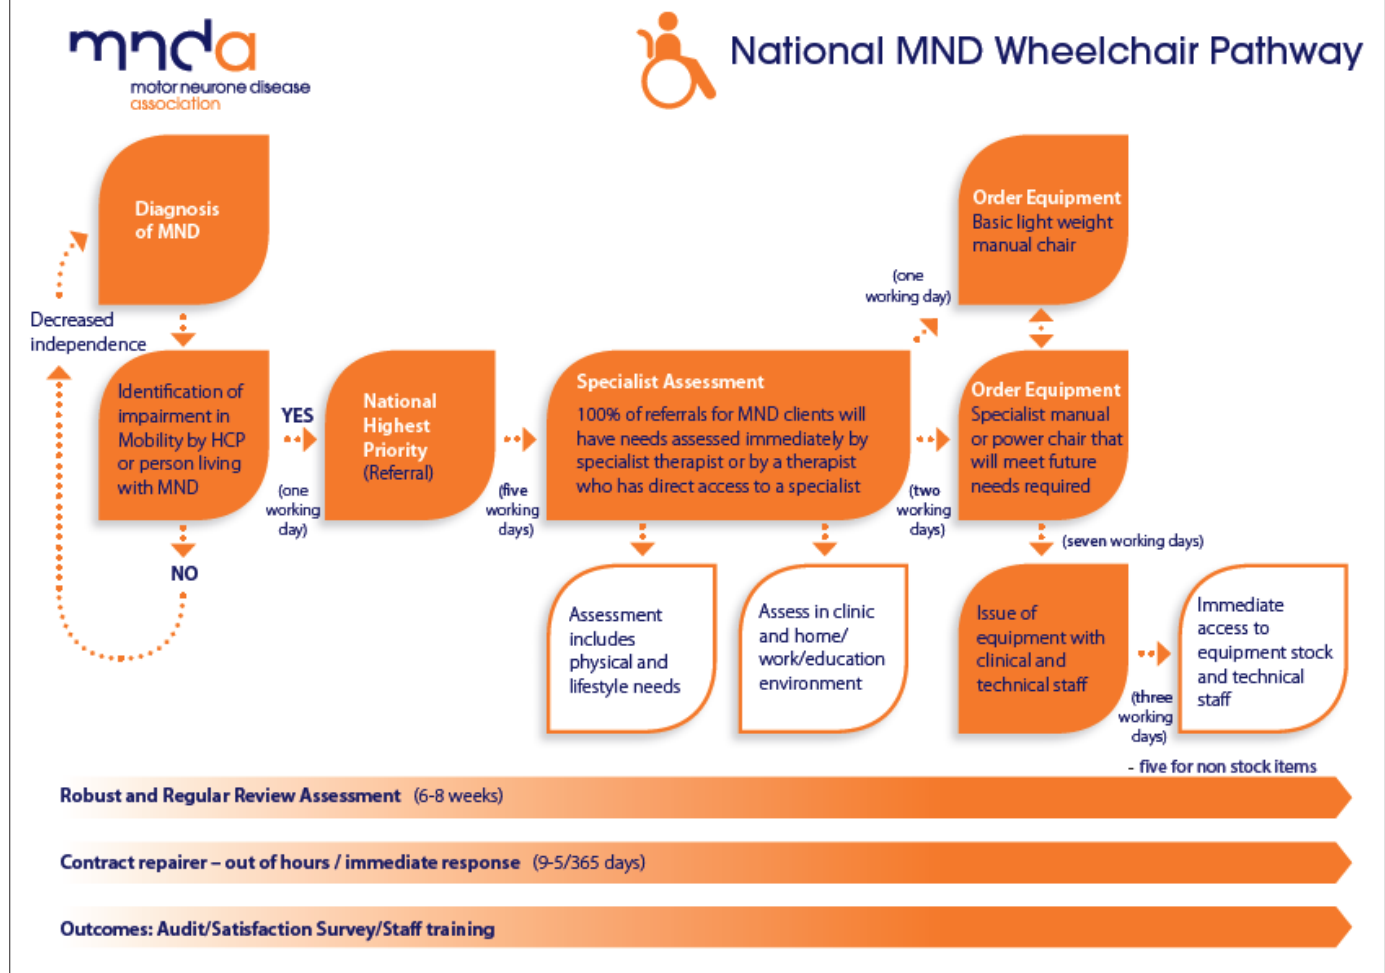 mnda
motor neurone disease
association
National MND Wheelchair Pathway
Diagnosis
of MND
Decreased
independence
Identification of
impairment in
Mobility by HCP
or person living
with MND
YES
(one
working
day)
NO
National
Highest
Priority
(Referral)
(five
working
days)
Specialist Assessment
100% of referrals for MND clients will
have needs assessed immediately by
specialist therapist or by a therapist
who has direct access to a specialist
Assessment
includes
physical and
lifestyle needs
Assess in clinic
and home/
work/education
environment
(one
working day)
Order Equipment
Basic light weight
manual chair
(two
working
days)
Order Equipment
Specialist manual
or power chair that
will meet future
needs required
(seven working days)
Issue of
equipment with
clinical and
technical staff
(three
working
days)
- five for non stock items
Immediate
access to
equipment stock
and technical
staff
Robust and Regular Review Assessment (6-8 weeks)
Contract repairer – out of hours / immediate response (9-5/365 days)
Outcomes: Audit/Satisfaction Survey/Staff training